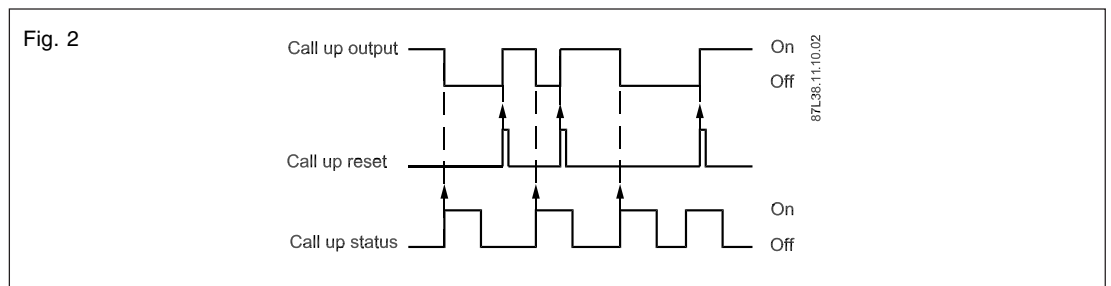 Fig. 2
Call up output
On
Off
87L38.11.10.02
Call up reset
On
Call up status
Off